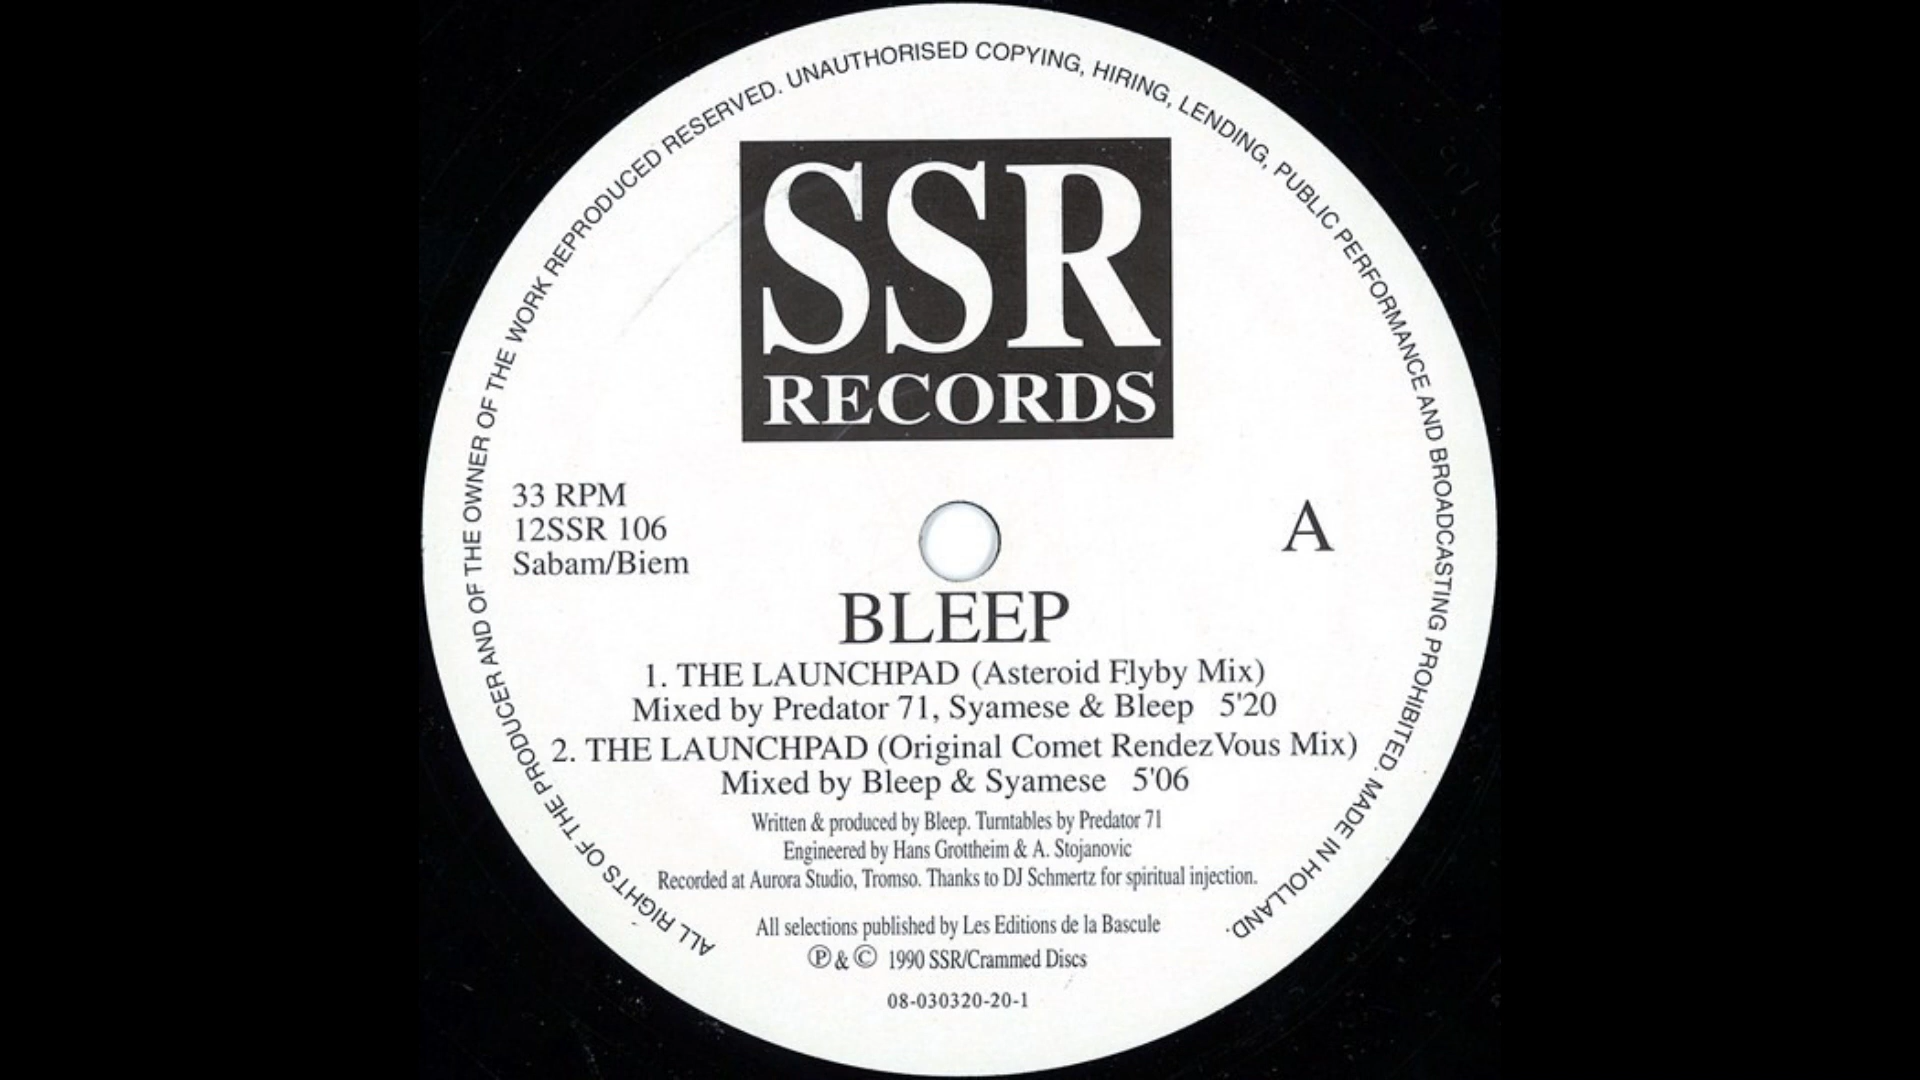 ALL RIGHTS OF THE PRODUCER AND OF THE OWNER OF THE WORK REPRODUCED RESERVED. UNAUTHORISED COPYING, HIRING, LENDING, PUBLIC PERFORMANCE AND BROADCASTING PROHIBITED. MADE IN HOLLAND.
SSR
RECORDS
33 RPM
12SSR 106
Sabam/Biem
A
BLEEP
1. THE LAUNCHPAD (Asteroid Flyby Mix)
Mixed by Predator 71, Syamese & Bleep 5'20
2. THE LAUNCHPAD (Original Comet RendezVous Mix)
Mixed by Bleep & Syamese 5'06
Written & produced by Bleep. Turntables by Predator 71
Engineered by Hans Grottheim & A. Stojanovic
Recorded at Aurora Studio, Tromso. Thanks to DJ Schmertz for spiritual injection.
All selections published by Les Editions de la Bascule
℗ & © 1990 SSR/Crammed Discs
08-030320-20-1